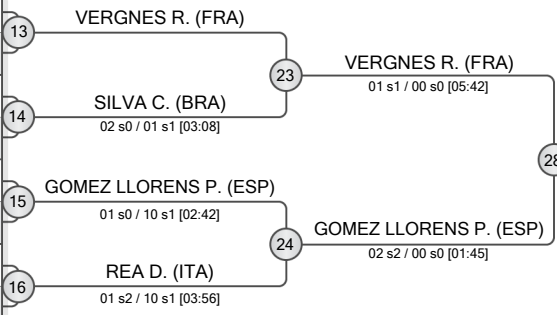 13
VERGNES R. (FRA)
23
VERGNES R. (FRA)
01 s1 / 00 s0 [05:42]
14
SILVA C. (BRA)
02 s0 / 01 s1 [03:08]
28
15
GOMEZ LLORENS P. (ESP)
01 s0 / 10 s1 [02:42]
24
GOMEZ LLORENS P. (ESP)
02 s2 / 00 s0 [01:45]
16
REA D. (ITA)
01 s2 / 10 s1 [03:56]